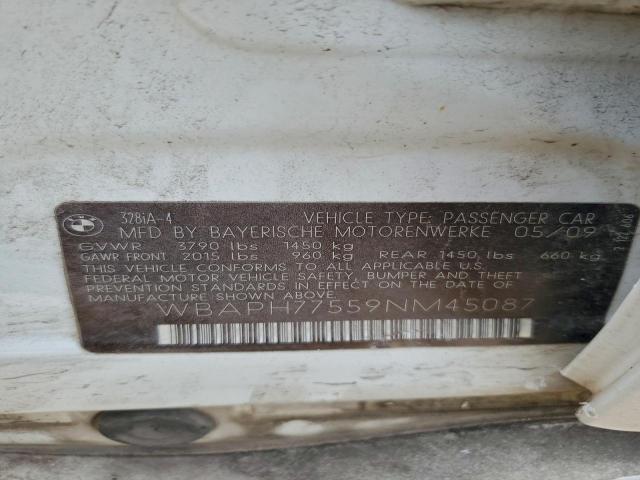 BMW
328iA-4 VEHICLE TYPE: PASSENGER CAR
MFD BY BAYERISCHE MOTORENWERKE 05/09
GVWR 3790 lbs 1450 kg
GAWR FRONT 2015 lbs 960 kg REAR 1450 lbs 660 kg
THIS VEHICLE CONFORMS TO ALL APPLICABLE U.S.
FEDERAL MOTOR VEHICLE SAFETY, BUMPER AND THEFT
PREVENTION STANDARDS IN EFFECT ON THE DATE OF
MANUFACTURE SHOWN ABOVE.
WBAPH77559NM45087